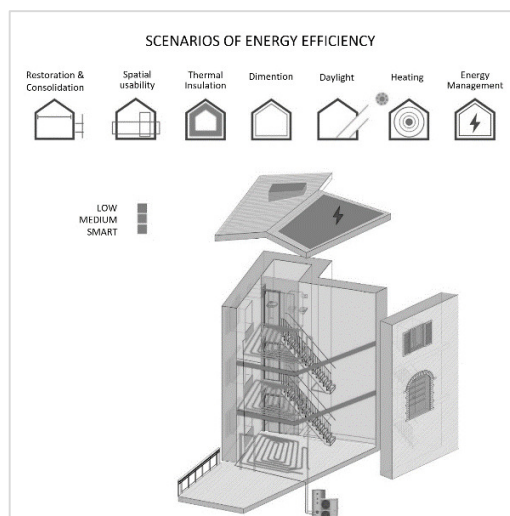 SCENARIOS OF ENERGY EFFICIENCY
Restoration &
Consolidation
Spatial
usability
Thermal
Insulation
Dimention
Daylight
Heating
Energy
Management
LOW
MEDIUM
SMART